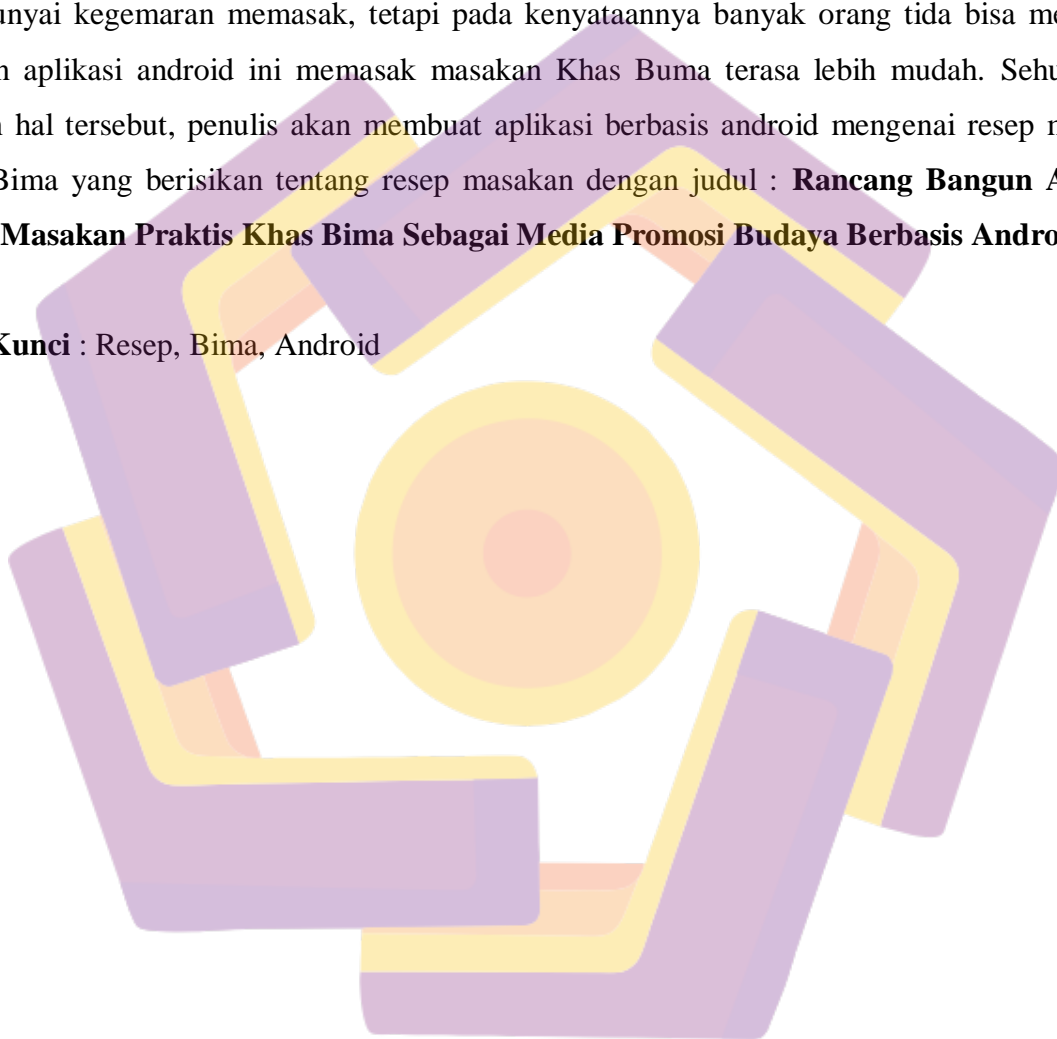 unyai kegemaran memasak, tetapi pada kenyataannya banyak orang tida bisa me
aplikasi android ini memasak masakan Khas Buma terasa lebih mudah. Sehu
hal tersebut, penulis akan membuat aplikasi berbasis android mengenai resep
Bima yang berisikan tentang resep masakan dengan judul : Rancang Bangun A
Masakan Praktis Khas Bima Sebagai Media Promosi Budaya Berbasis Andro
Kunci : Resep, Bima, Android